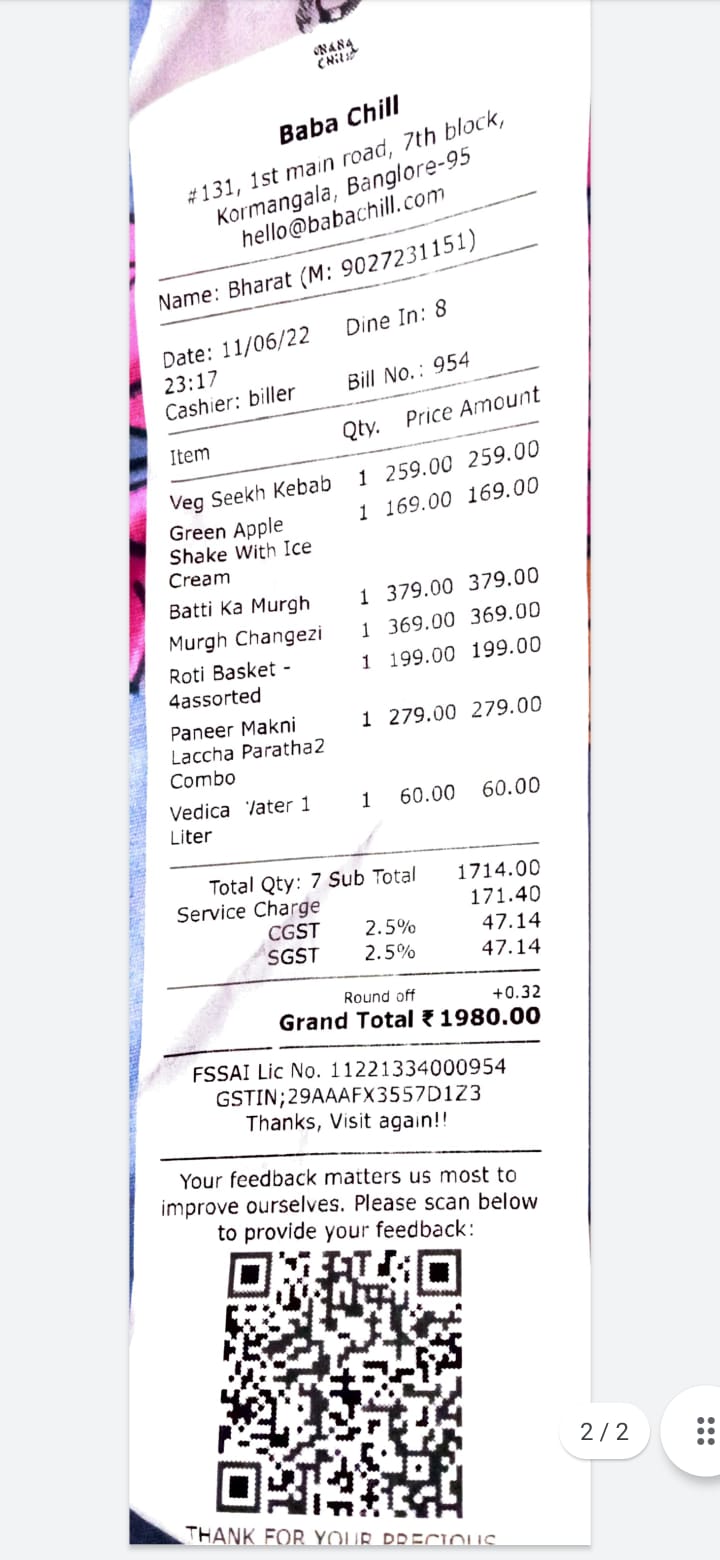 Baba Chill
#131, 1st main road, 7th block,
Kormangala, Banglore-95
hello@babachill.com
Name: Bharat (M: 9027231151)
Date: 11/06/22 Dine In: 8
23:17
Cashier: biller Bill No.: 954
Item Qty. Price Amount
Veg Seekh Kebab 1 259.00 259.00
Green Apple 1 169.00 169.00
Shake With Ice
Cream
Batti Ka Murgh 1 379.00 379.00
Murgh Changezi 1 369.00 369.00
Roti Basket - 1 199.00 199.00
4assorted
Paneer Makni 1 279.00 279.00
Laccha Paratha2
Combo
Vedica 1 1 60.00 60.00
Liter
Total Qty: 7 Sub Total 1714.00
Service Charge 171.40
CGST 2.5% 47.14
SGST 2.5% 47.14
Round off +0.32
Grand Total ₹1980.00
FSSAI Lic No. 11221334000954
GSTIN;29AAAFX3557D1Z3
Thanks, Visit again!!
Your feedback matters us most to
improve ourselves. Please scan below
to provide your feedback:
THANK FOR YOUR PRECIOUS
2 / 2